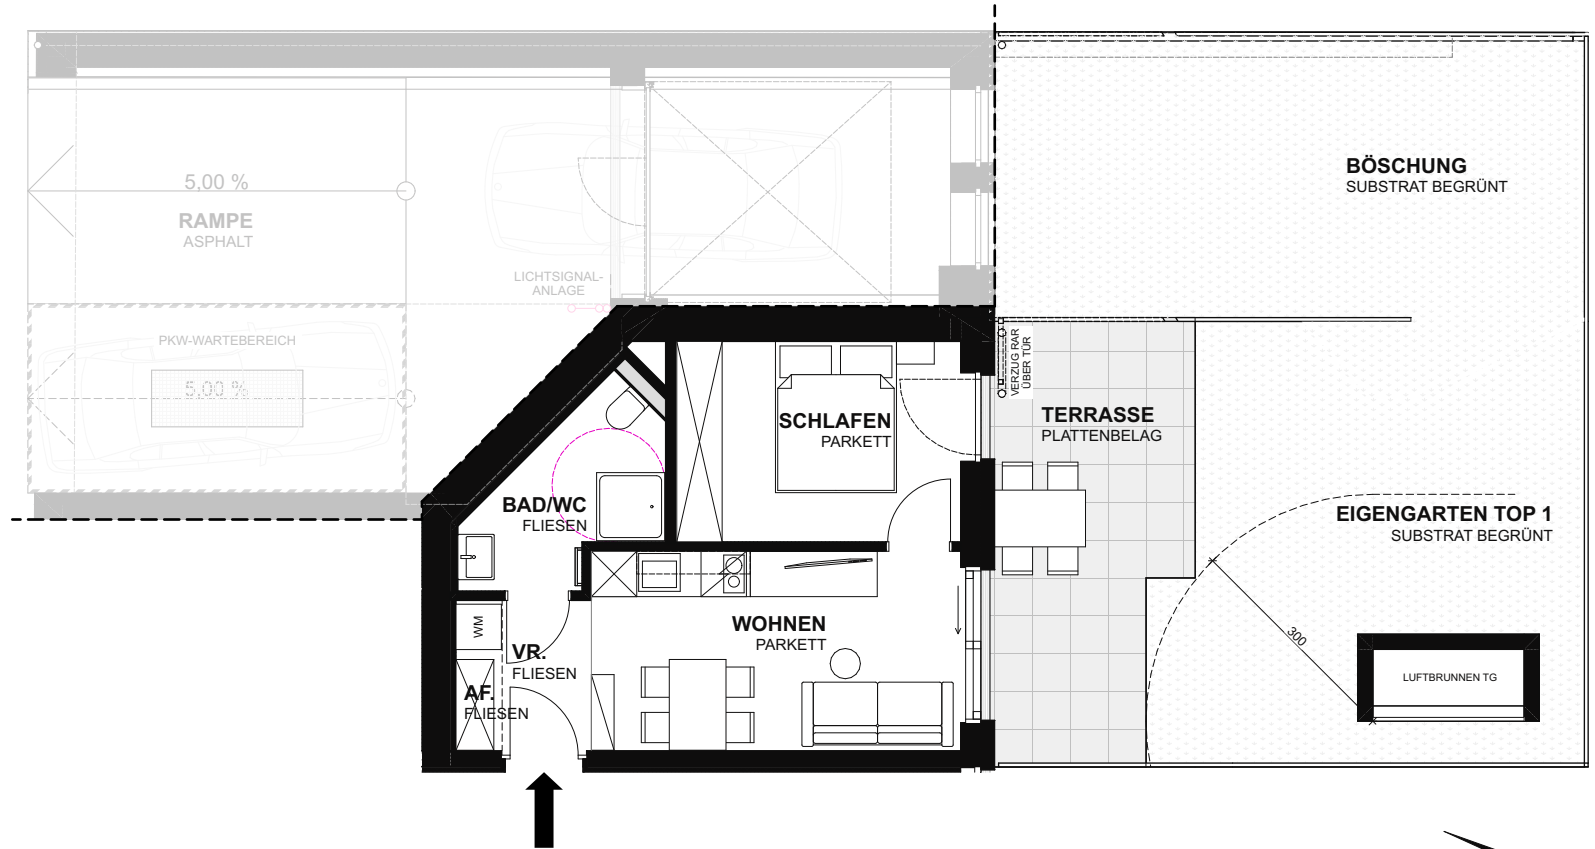 5,00 %
RAMPE
ASPHALT
LICHTSIGNAL-
ANLAGE
PKW-WARTEBEREICH
5,00 %
BÖSCHUNG
SUBSTRAT BEGRÜNT
VERZUG RAR
ÜBER TÜR
SCHLAFEN
PARKETT
TERRASSE
PLATTENBELAG
BAD/WC
FLIESEN
EIGENGARTEN TOP 1
SUBSTRAT BEGRÜNT
WOHNEN
PARKETT
WM
VR.
FLIESEN
AF.
FLIESEN
300
LUFTBRUNNEN TG